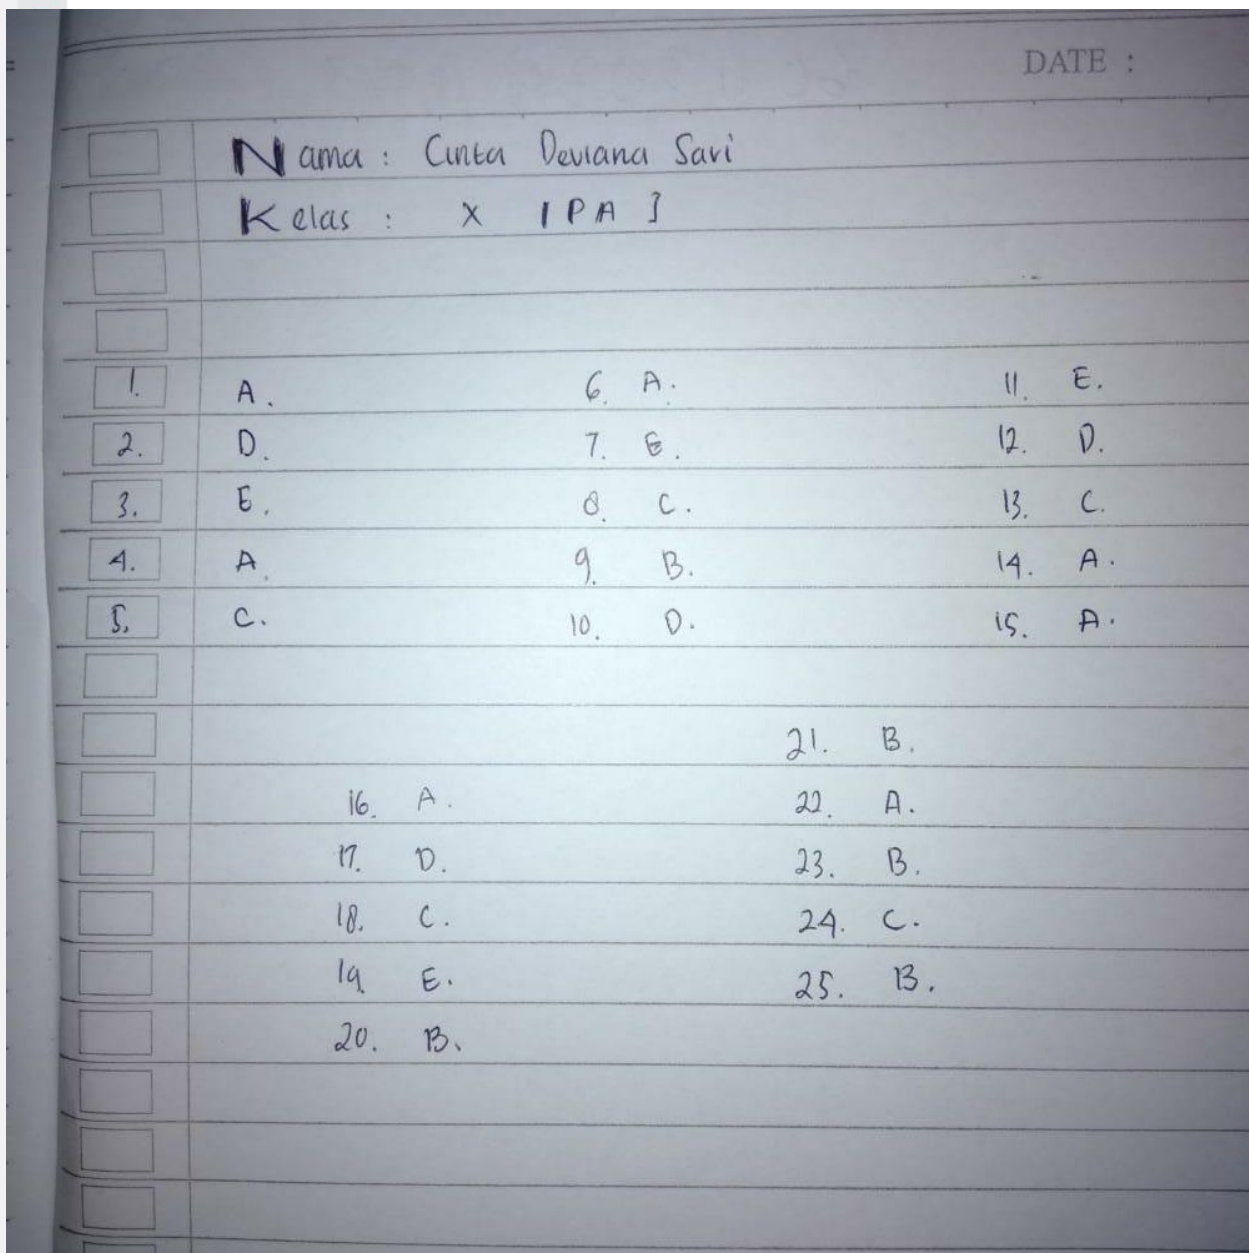 DATE :
Nama : Cinta Deviana Sari
Kelas : X IPA 3
1. A. 6. A. 11. E.
2. D. 7. E. 12. D.
3. E. 8. C. 13. C.
4. A. 9. B. 14. A.
5. C. 10. D. 15. A.
21. B.
16. A. 22. A.
17. D. 23. B.
18. C. 24. C.
19. E. 25. B.
20. B.